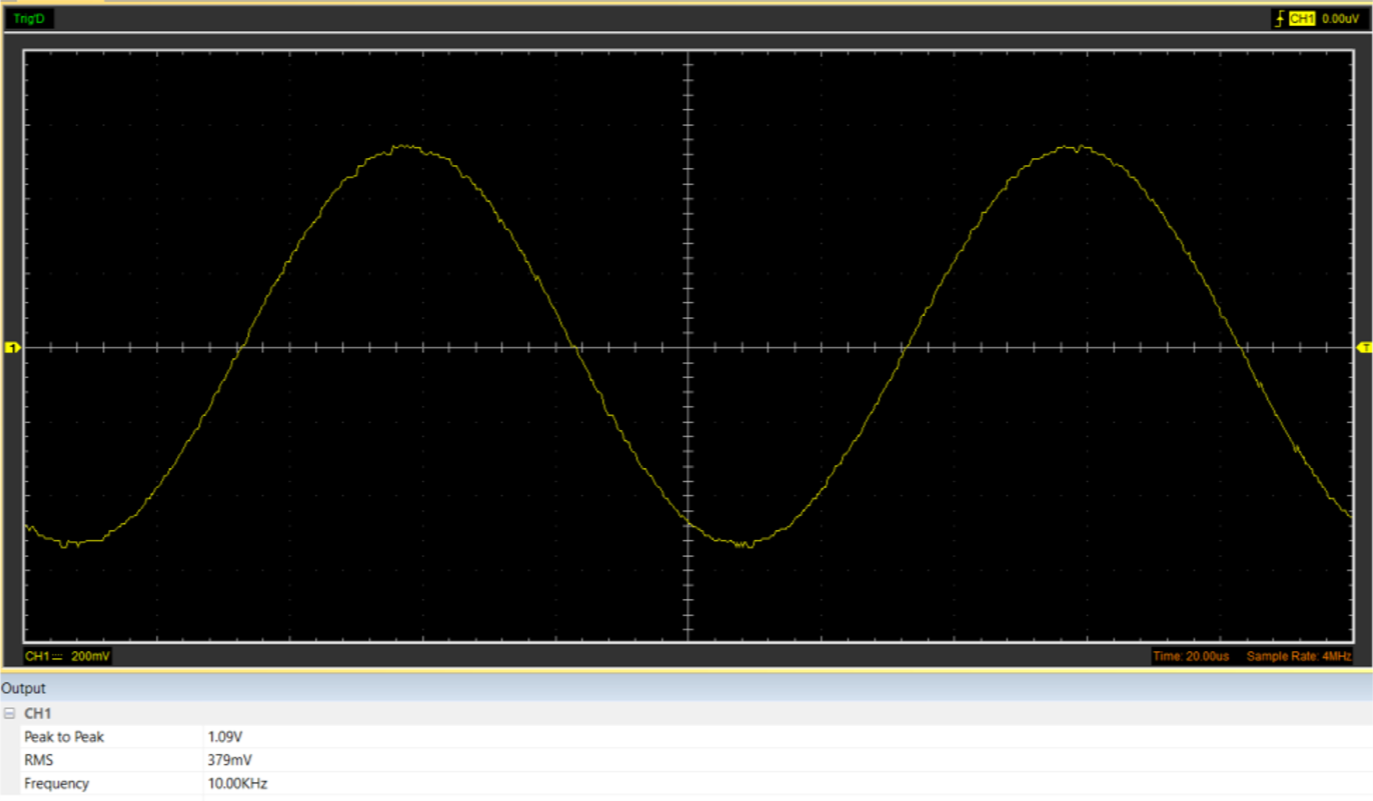 Trig'D
CH1 0.00uV
1
T
CH1 200mV
Time: 20.00us Sample Rate: 4MHz
Output
CH1
Peak to Peak 1.09V
RMS 379mV
Frequency 10.00KHz